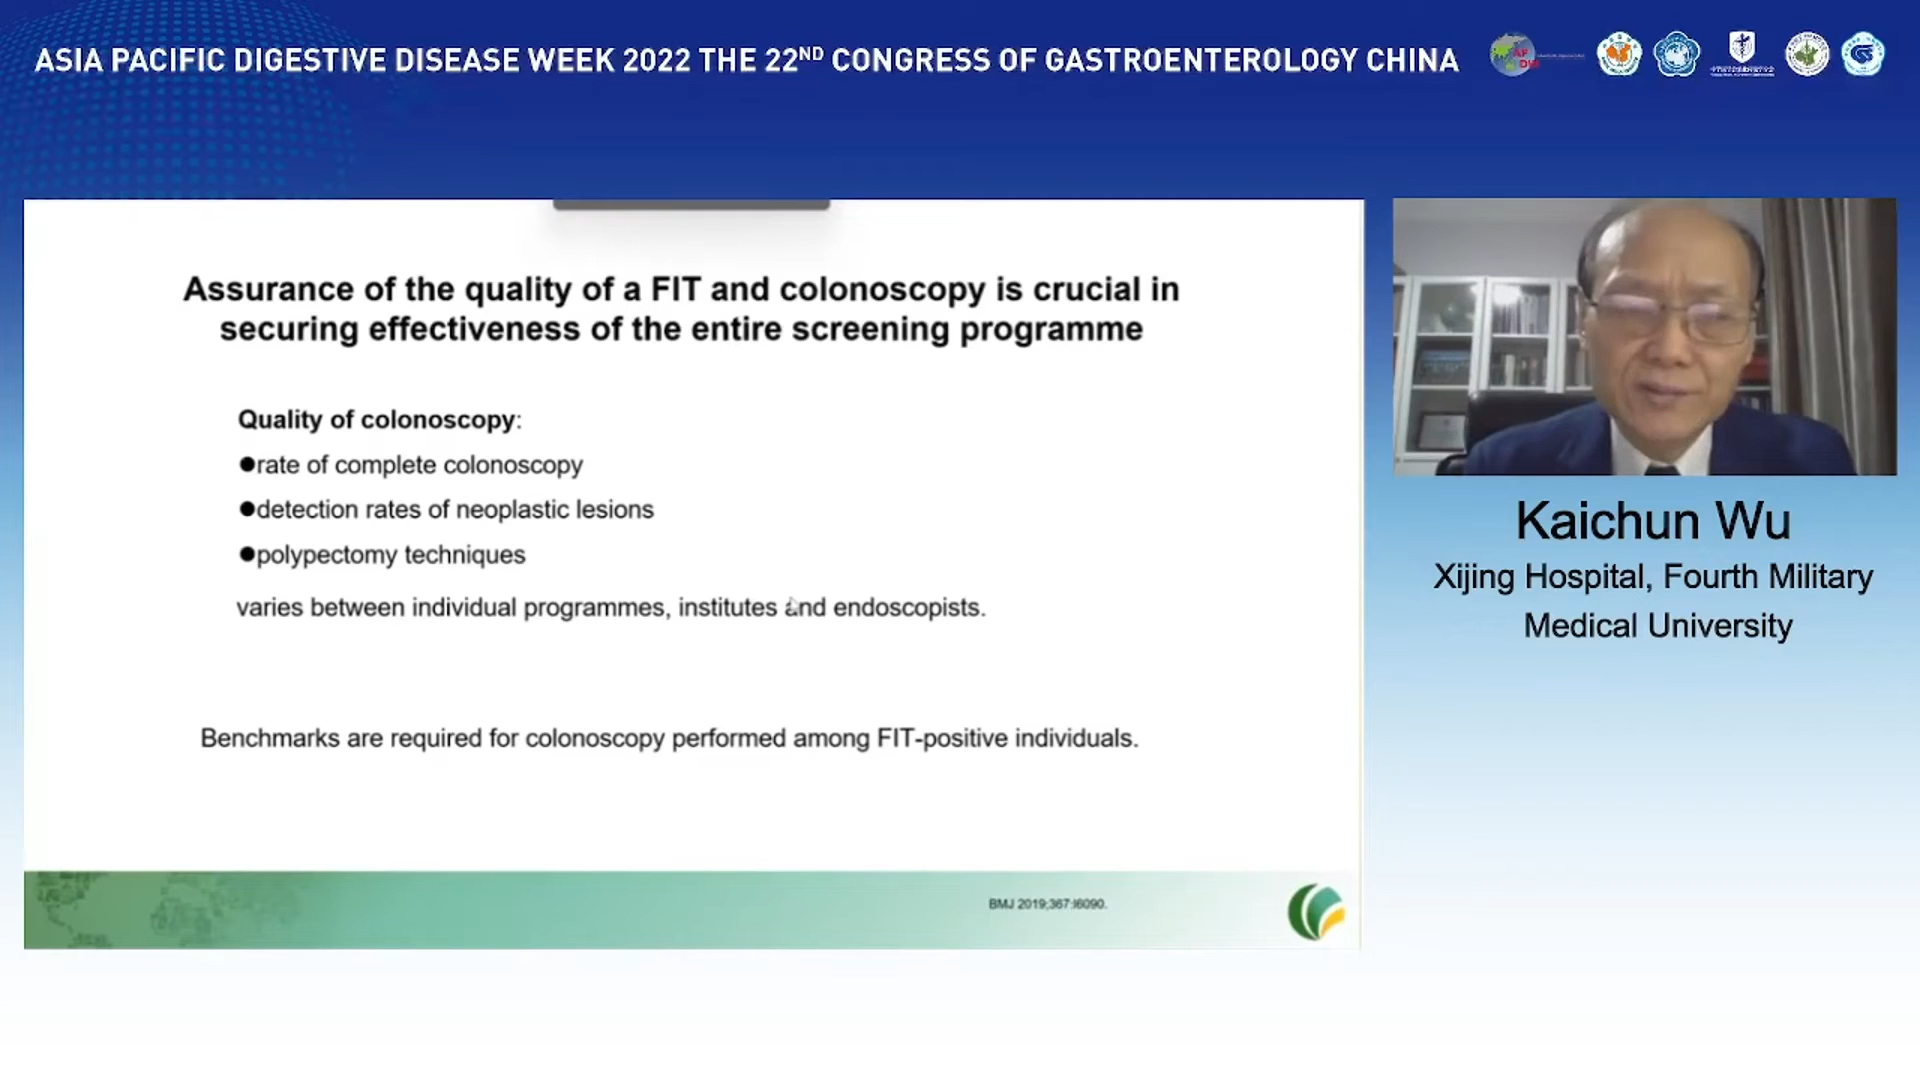 ASIA PACIFIC DIGESTIVE DISEASE WEEK 2022 THE 22ND CONGRESS OF GASTROENTEROLOGY CHINA
Assurance of the quality of a FIT and colonoscopy is crucial in
securing effectiveness of the entire screening programme
Quality of colonoscopy:
●rate of complete colonoscopy
●detection rates of neoplastic lesions
●polypectomy techniques
varies between individual programmes, institutes and endoscopists.
Benchmarks are required for colonoscopy performed among FIT-positive individuals.
BMJ 2019;367:l6090.
Kaichun Wu
Xijing Hospital, Fourth Military
Medical University